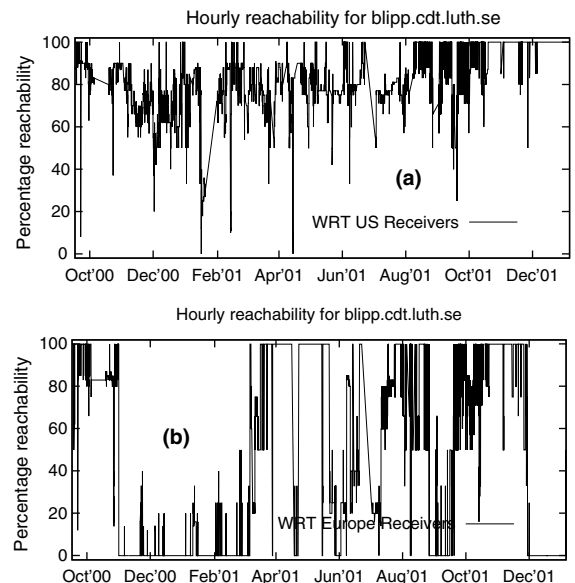 Hourly reachability for blipp.cdt.luth.se
Percentage reachability
100
80
60
40
20
0
(a)
WRT US Receivers
Oct'00 Dec'00 Feb'01 Apr'01 Jun'01 Aug'01 Oct'01 Dec'01
Hourly reachability for blipp.cdt.luth.se
Percentage reachability
100
80
60
40
20
0
(b)
WRT Europe Receivers
Oct'00 Dec'00 Feb'01 Apr'01 Jun'01 Aug'01 Oct'01 Dec'01